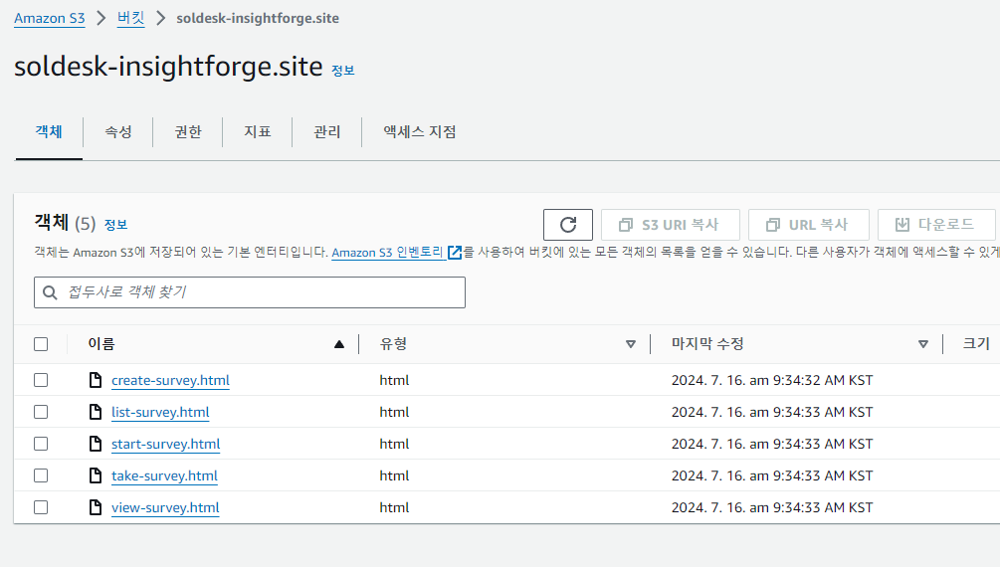 Amazon S3 > 버킷 > soldesk-insightforge.site
soldesk-insightforge.site 정보
객체 속성 권한 지표 관리 액세스 지점
객체 (5) 정보 S3 URI 복사 URL 복사 다운로드
객체는 Amazon S3에 저장되어 있는 기본 엔터티입니다. Amazon S3 인벤토리 를 사용하여 버킷에 있는 모든 객체의 목록을 얻을 수 있습니다. 다른 사용자가 객체에 액세스할 수 있게
접두사로 객체 찾기
이름 유형 마지막 수정 크기
create-survey.html html 2024. 7. 16. am 9:34:32 AM KST
list-survey.html html 2024. 7. 16. am 9:34:33 AM KST
start-survey.html html 2024. 7. 16. am 9:34:33 AM KST
take-survey.html html 2024. 7. 16. am 9:34:33 AM KST
view-survey.html html 2024. 7. 16. am 9:34:33 AM KST